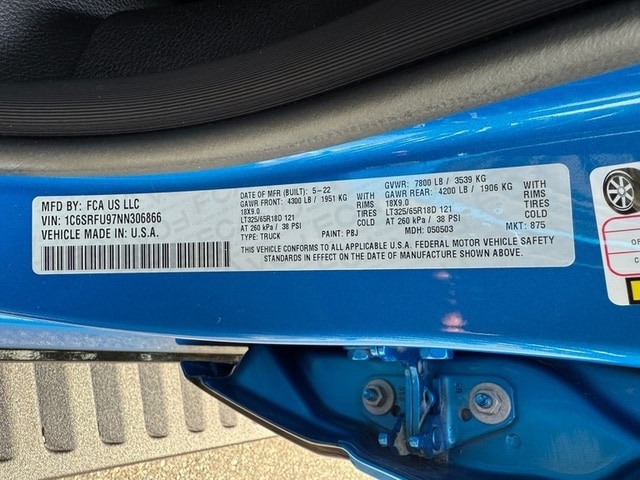 MFD BY: FCA US LLC
VIN: 1C6SRFU97NN306866
VEHICLE MADE IN: U.S.A.
DATE OF MFR (BUILT): 5-22
GAWR FRONT: 4300 LB / 1951 KG
WITH
18X9.0 RIMS
LT325/65R18D 121
AT 260 kPa / 38 PSI
TYPE: TRUCK PAINT: PBJ
GVWR: 7800 LB / 3539 KG
GAWR REAR: 4200 LB / 1906 KG
WITH
18X9.0 RIMS
LT325/65R18D 121
AT 260 kPa / 38 PSI
MDH: 050503 MKT: 875
THIS VEHICLE CONFORMS TO ALL APPLICABLE U.S.A. FEDERAL MOTOR VEHICLE SAFETY
STANDARDS IN EFFECT ON THE DATE OF MANUFACTURE SHOWN ABOVE.